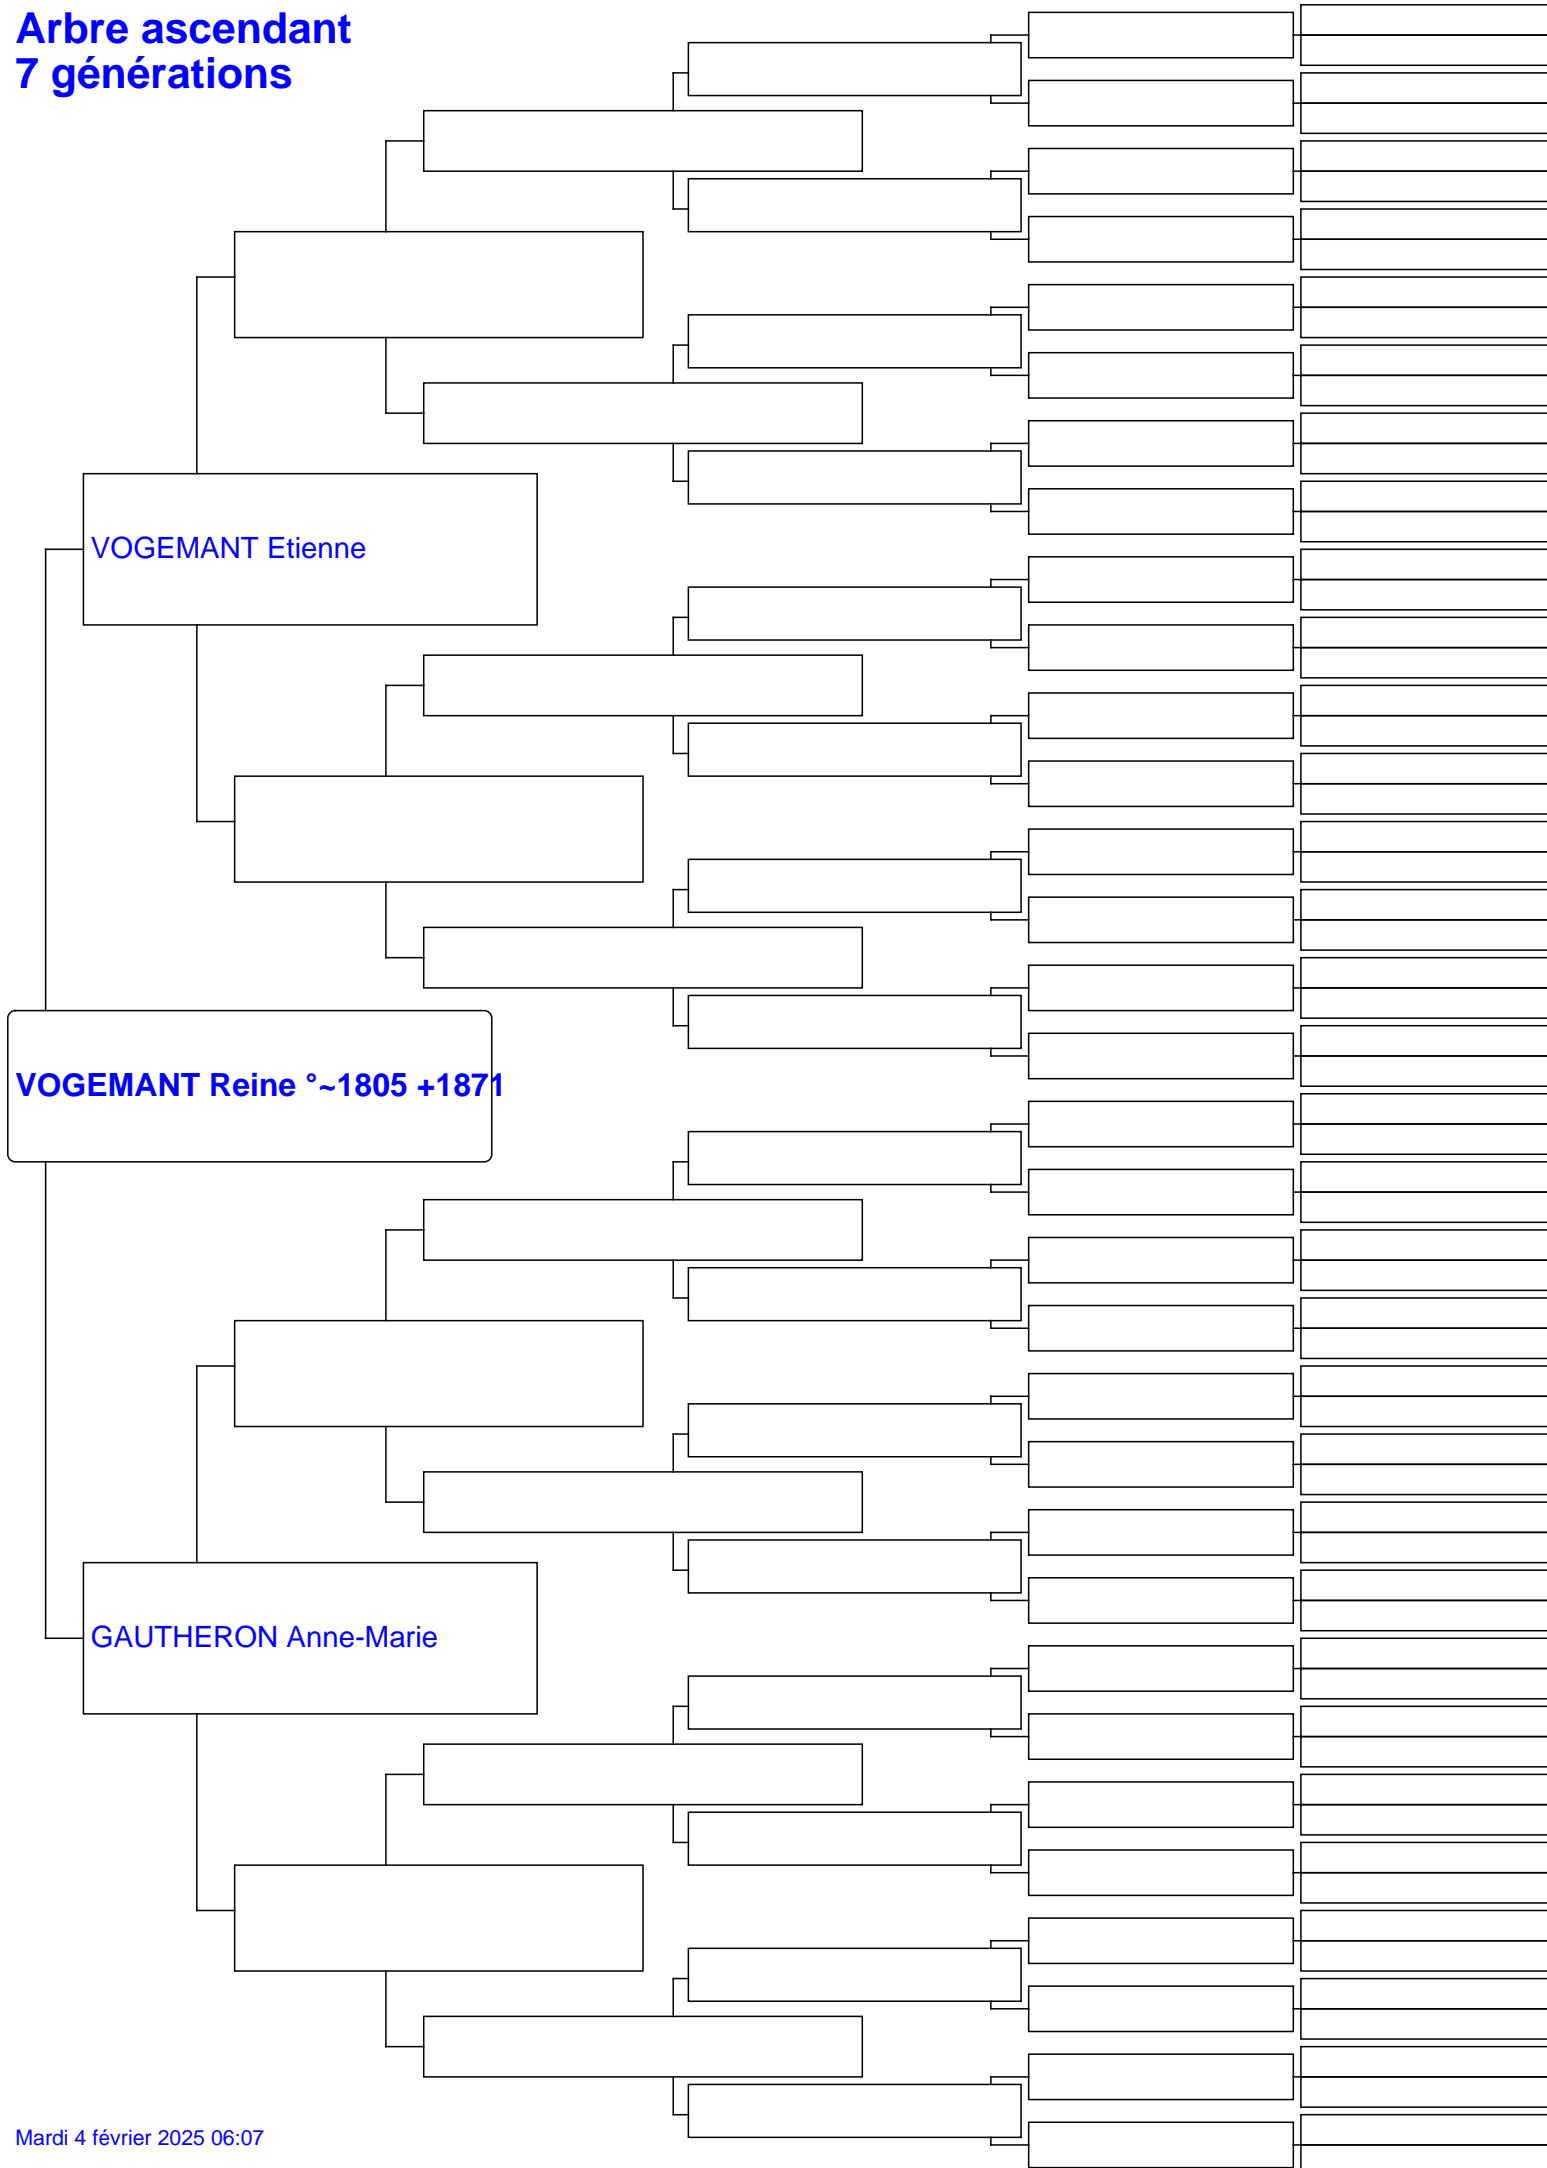 Arbre ascendant
7 générations
VOGEMANT Etienne
VOGEMANT Reine °~1805 +1871
GAUTHERON Anne-Marie
Mardi 4 février 2025 06:07